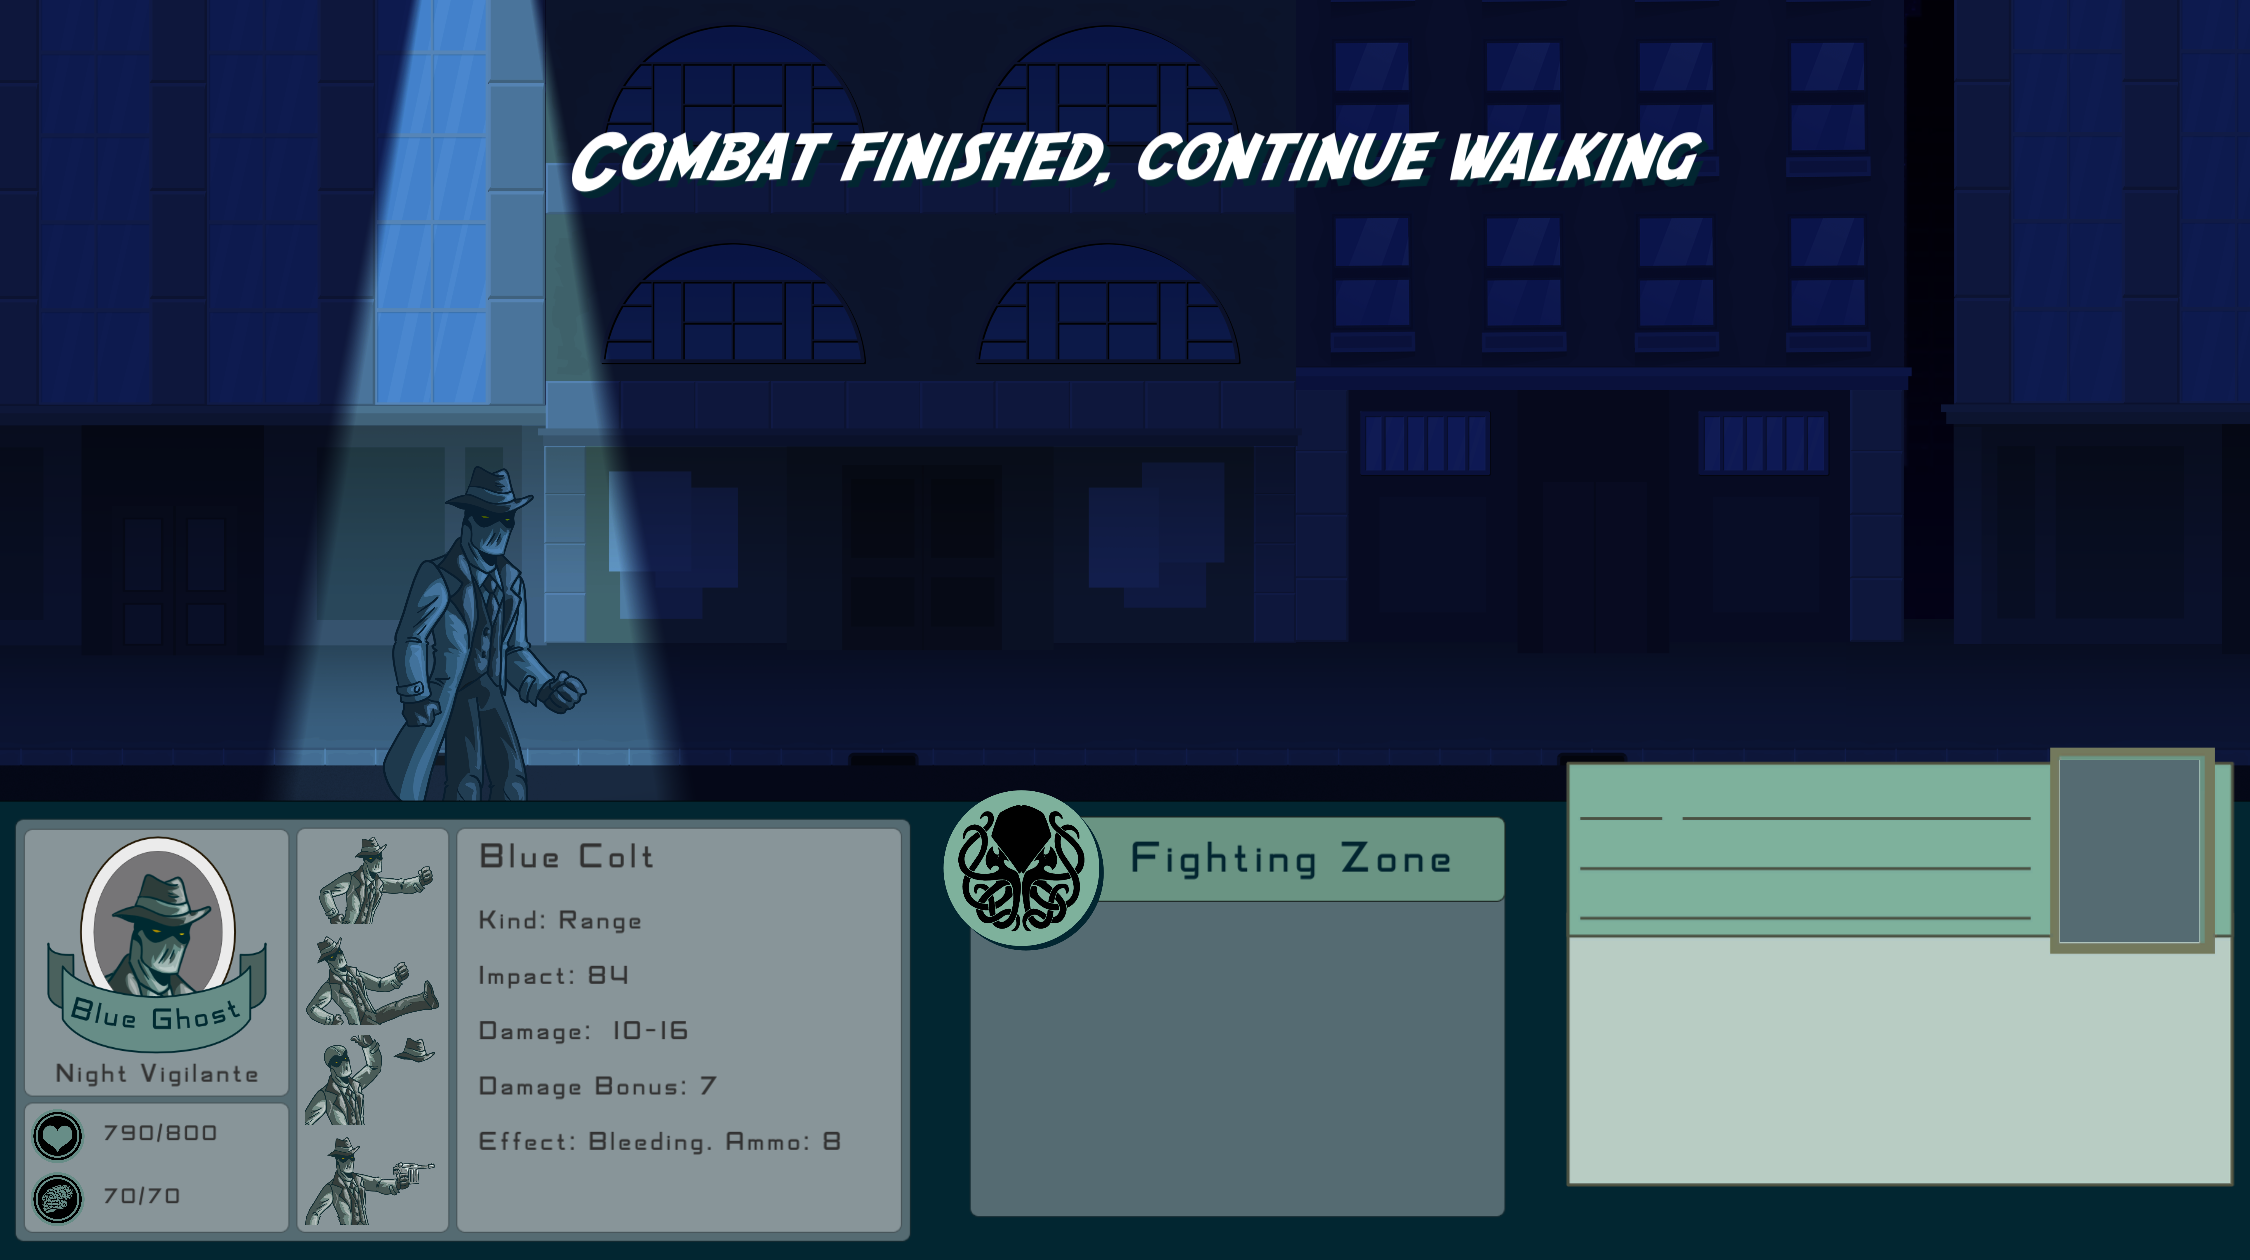 COMBAT FINISHED, CONTINUE WALKING
Blue Ghost
Night Vigilante
790/800
70/70
Blue Colt
Kind: Range
Impact: 84
Damage: 10-16
Damage Bonus: 7
Effect: Bleeding. Ammo: 8
Fighting Zone